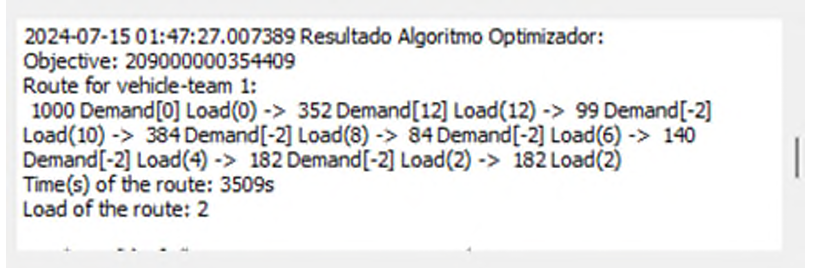 2024-07-15 01:47:27.007389 Resultado Algoritmo Optimizador:
Objective: 209000000354409
Route for vehicle-team 1:
1000 Demand[0] Load(0) -> 352 Demand[12] Load(12) -> 99 Demand[-2]
Load(10) -> 384 Demand[-2] Load(8) -> 84 Demand[-2] Load(6) -> 140
Demand[-2] Load(4) -> 182 Demand[-2] Load(2) -> 182 Load(2)
Time(s) of the route: 3509s
Load of the route: 2